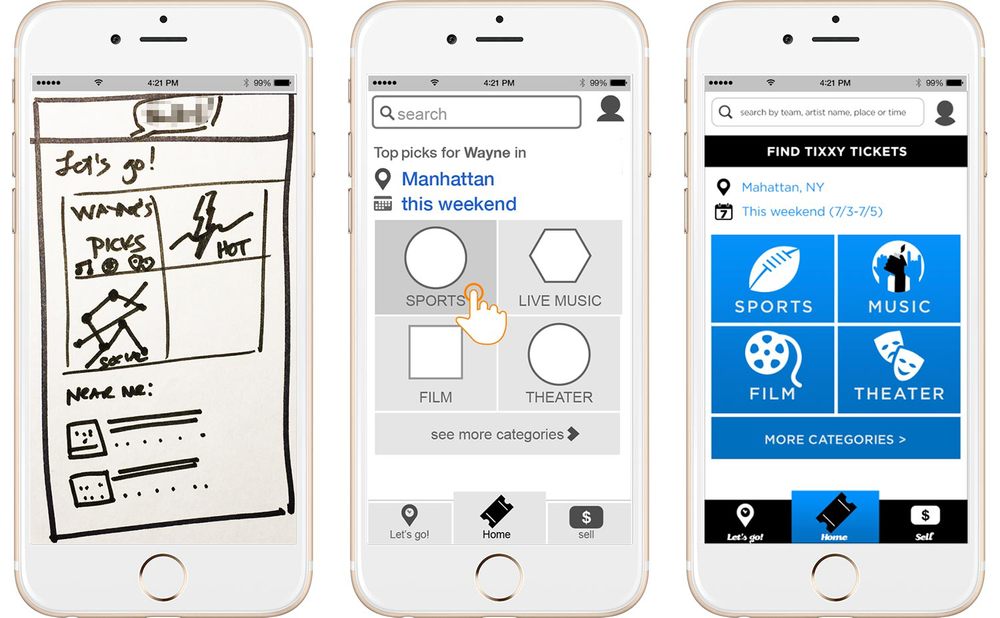 4:21 PM
99%
Let's go!
WAYNE'S
PICKS
HOT
NEAR ME:
4:21 PM
99%
search
Top picks for Wayne in
Manhattan
this weekend
SPORTS
LIVE MUSIC
FILM
THEATER
see more categories
Let's go!
Home
$
sell
4:21 PM
99%
search by team, artist name, place or time
FIND TIXXY TICKETS
Mahattan, NY
7
This weekend (7/3-7/5)
SPORTS
MUSIC
FILM
THEATER
MORE CATEGORIES >
Let's go!
Home
$
Sell